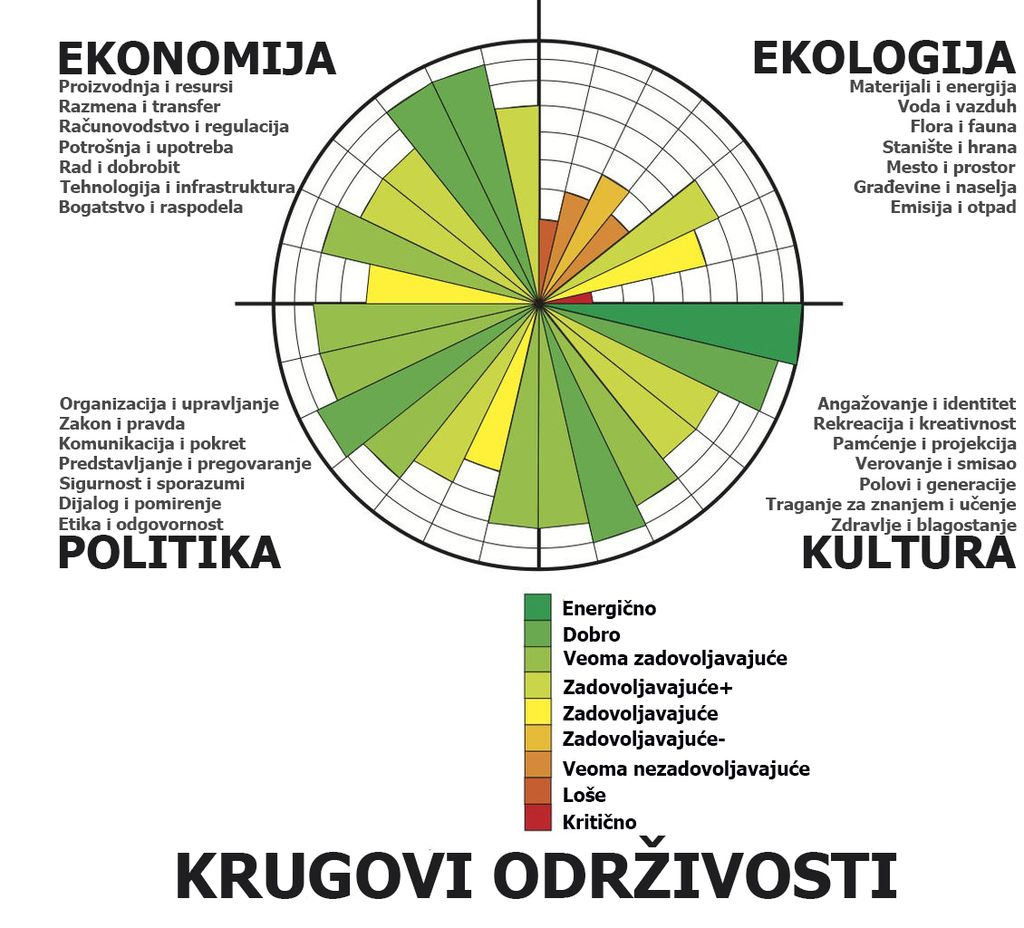 EKONOMIJA
Proizvodnja i resursi
Razmena i transfer
Računovodstvo i regulacija
Potrošnja i upotreba
Rad i dobrobit
Tehnologija i infrastruktura
Bogatstvo i raspodela
EKOLOGIJA
Materijali i energija
Voda i vazduh
Flora i fauna
Stanište i hrana
Mesto i prostor
Građevine i naselja
Emisija i otpad
Organizacija i upravljanje
Zakon i pravda
Komunikacija i pokret
Predstavljanje i pregovaranje
Sigurnost i sporazumi
Dijalog i pomirenje
Etika i odgovornost
POLITIKA
Angažovanje i identitet
Rekreacija i kreativnost
Pamćenje i projekcija
Verovanje i smisao
Polovi i generacije
Traganje za znanjem i učenje
Zdravlje i blagostanje
KULTURA
Energično
Dobro
Veoma zadovoljavajuće
Zadovoljavajuće+
Zadovoljavajuće
Zadovoljavajuće-
Veoma nezadovoljavajuće
Loše
Kritično
KRUGOVI ODRŽIVOSTI